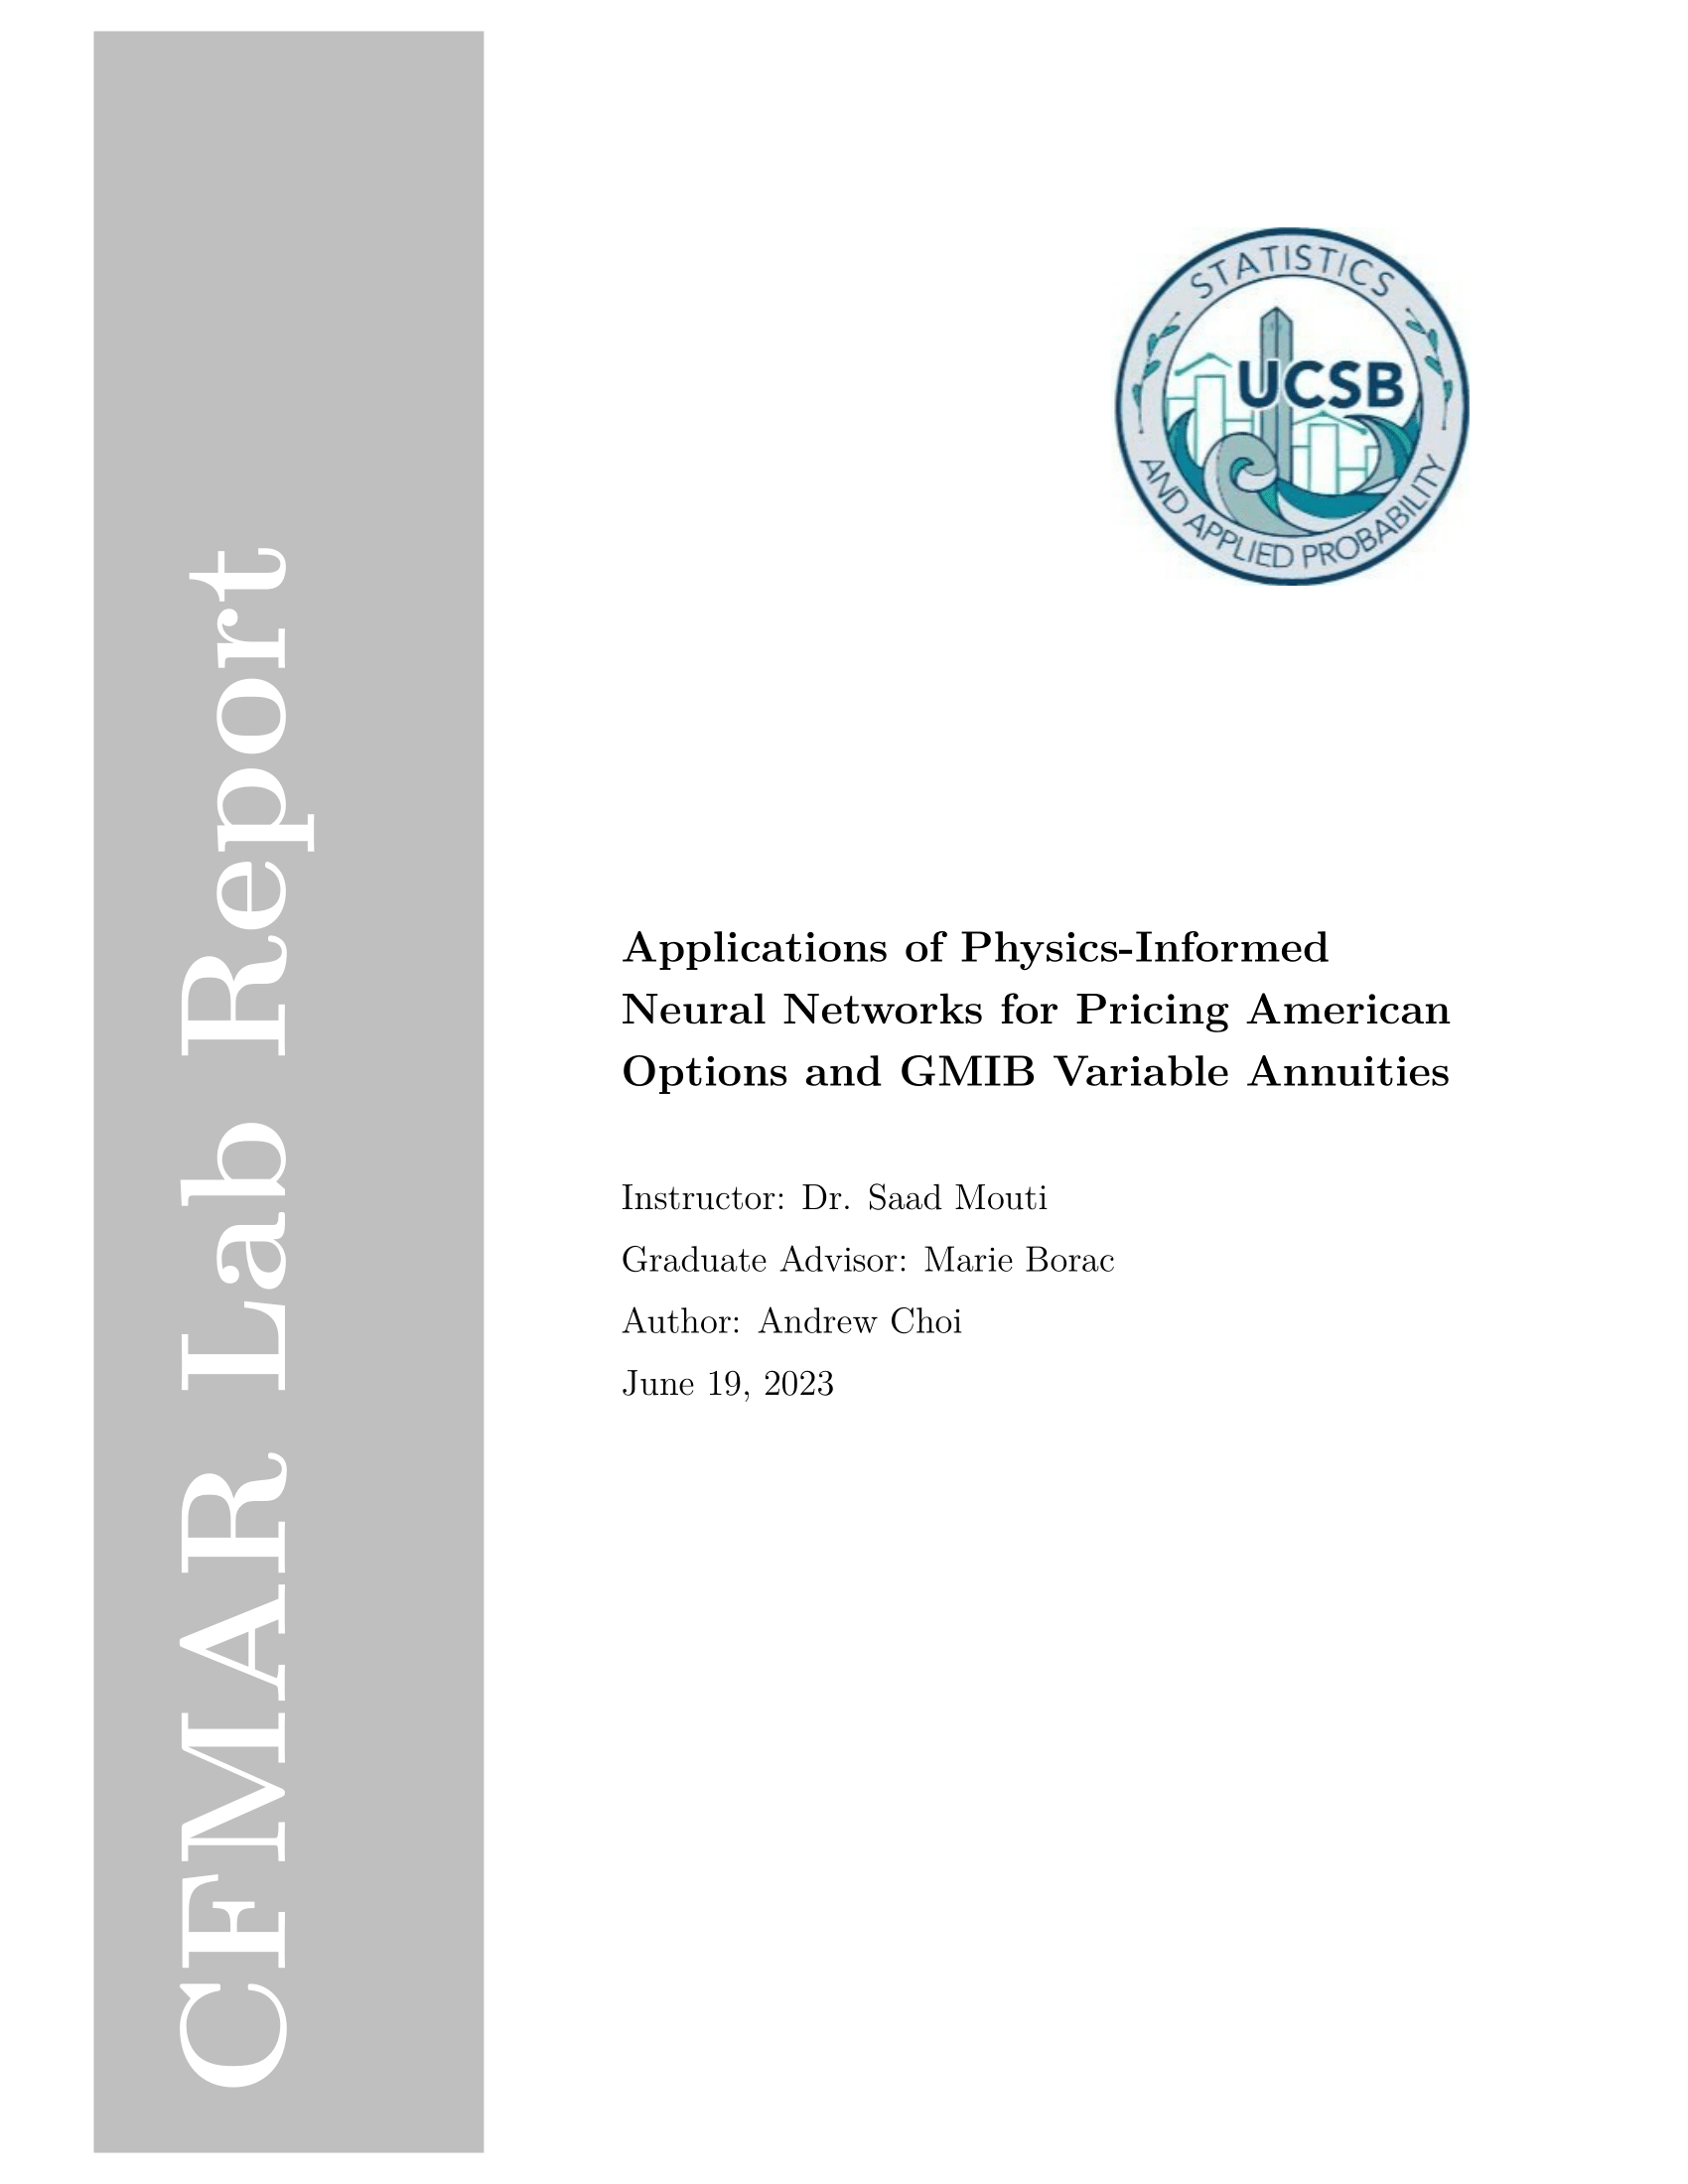 CFMAR Lab Report
STATISTICS
UCSB
AND APPLIED PROBABILITY
Applications of Physics-Informed
Neural Networks for Pricing American
Options and GMIB Variable Annuities
Instructor: Dr. Saad Mouti
Graduate Advisor: Marie Borac
Author: Andrew Choi
June 19, 2023